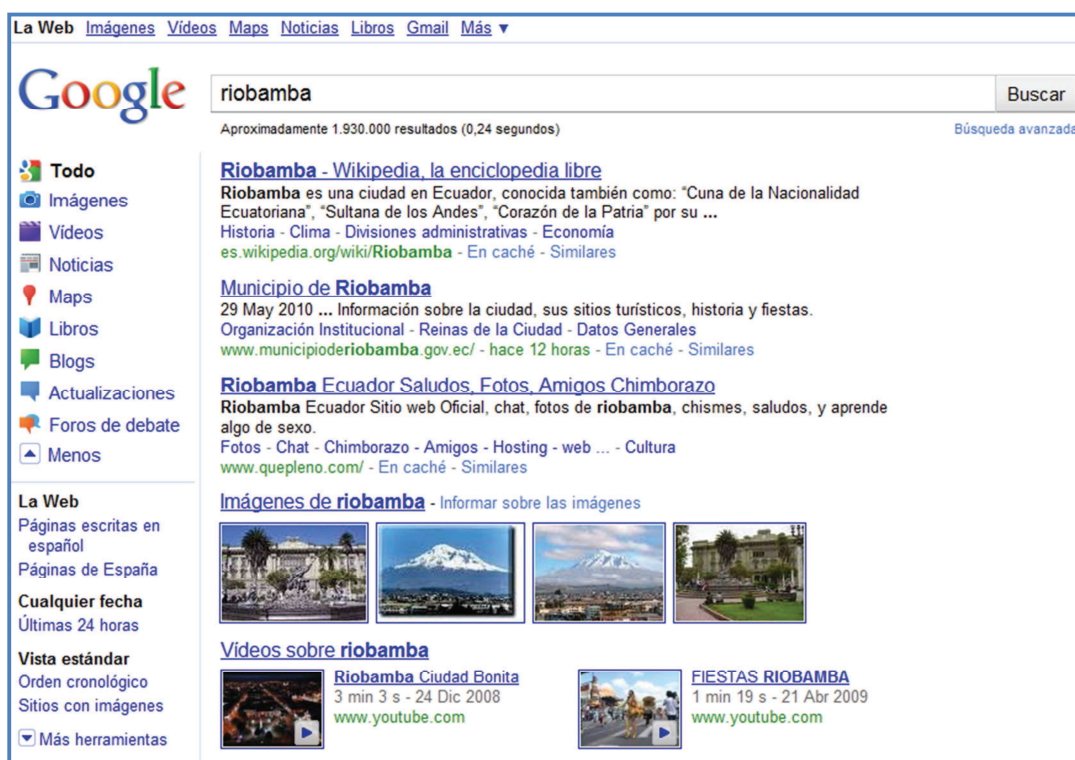 La Web Imágenes Vídeos Maps Noticias Libros Gmail Más ▼
Google
riobamba
Buscar
Aproximadamente 1.930.000 resultados (0,24 segundos)
Búsqueda avanzada
Todo
Imágenes
Vídeos
Noticias
Maps
Libros
Blogs
Actualizaciones
Foros de debate
Menos
La Web
Páginas escritas en
español
Páginas de España
Cualquier fecha
Últimas 24 horas
Vista estándar
Orden cronológico
Sitios con imágenes
Más herramientas
Riobamba - Wikipedia, la enciclopedia libre
Riobamba es una ciudad en Ecuador, conocida también como: “Cuna de la Nacionalidad
Ecuatoriana”, “Sultana de los Andes”, “Corazón de la Patria” por su ...
Historia - Clima - Divisiones administrativas - Economía
es.wikipedia.org/wiki/Riobamba - En caché - Similares
Municipio de Riobamba
29 May 2010 ... Información sobre la ciudad, sus sitios turísticos, historia y fiestas.
Organización Institucional - Reinas de la Ciudad - Datos Generales
www.municipioderiobamba.gov.ec/ - hace 12 horas - En caché - Similares
Riobamba Ecuador Saludos, Fotos, Amigos Chimborazo
Riobamba Ecuador Sitio web Oficial, chat, fotos de riobamba, chismes, saludos, y aprende
algo de sexo.
Fotos - Chat - Chimborazo - Amigos - Hosting - web ... - Cultura
www.quepleno.com/ - En caché - Similares
Imágenes de riobamba - Informar sobre las imágenes
Vídeos sobre riobamba
Riobamba Ciudad Bonita
3 min 3 s - 24 Dic 2008
www.youtube.com
FIESTAS RIOBAMBA
1 min 19 s - 21 Abr 2009
www.youtube.com